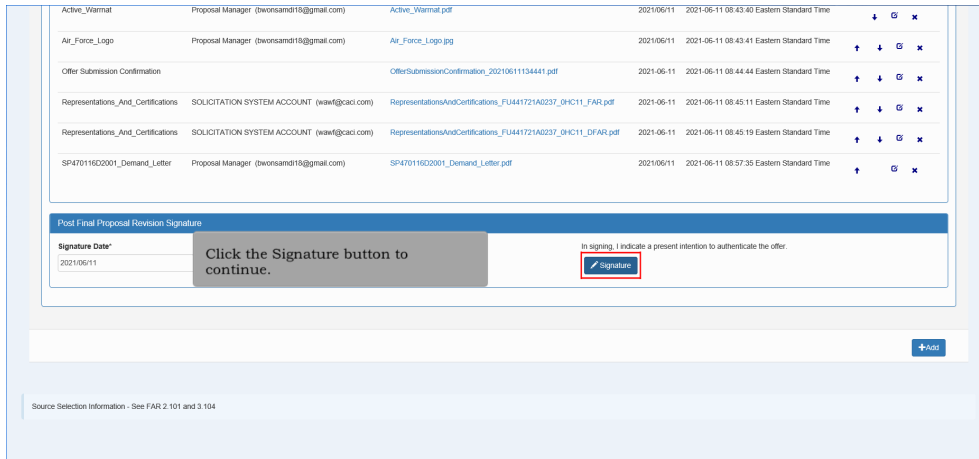 Active_Warmat Proposal Manager (bwonsamdi18@gmail.com) Active_Warmat.pdf 2021/06/11 2021-06-11 08:43:40 Eastern Standard Time
Air_Force_Logo Proposal Manager (bwonsamdi18@gmail.com) Air_Force_Logo.jpg 2021/06/11 2021-06-11 08:43:41 Eastern Standard Time
Offer Submission Confirmation OfferSubmissionConfirmation_20210611134441.pdf 2021-06-11 2021-06-11 08:44:44 Eastern Standard Time
Representations_And_Certifications SOLICITATION SYSTEM ACCOUNT (wawf@caci.com) RepresentationsAndCertifications_FU441721A0237_0HC11_FAR.pdf 2021-06-11 2021-06-11 08:45:11 Eastern Standard Time
Representations_And_Certifications SOLICITATION SYSTEM ACCOUNT (wawf@caci.com) RepresentationsAndCertifications_FU441721A0237_0HC11_DFAR.pdf 2021-06-11 2021-06-11 08:45:19 Eastern Standard Time
SP470116D2001_Demand_Letter Proposal Manager (bwonsamdi18@gmail.com) SP470116D2001_Demand_Letter.pdf 2021/06/11 2021-06-11 08:57:35 Eastern Standard Time
Post Final Proposal Revision Signature
Signature Date*
2021/06/11
Click the Signature button to
continue.
In signing, I indicate a present intention to authenticate the offer.
Signature
+Add
Source Selection Information - See FAR 2.101 and 3.104